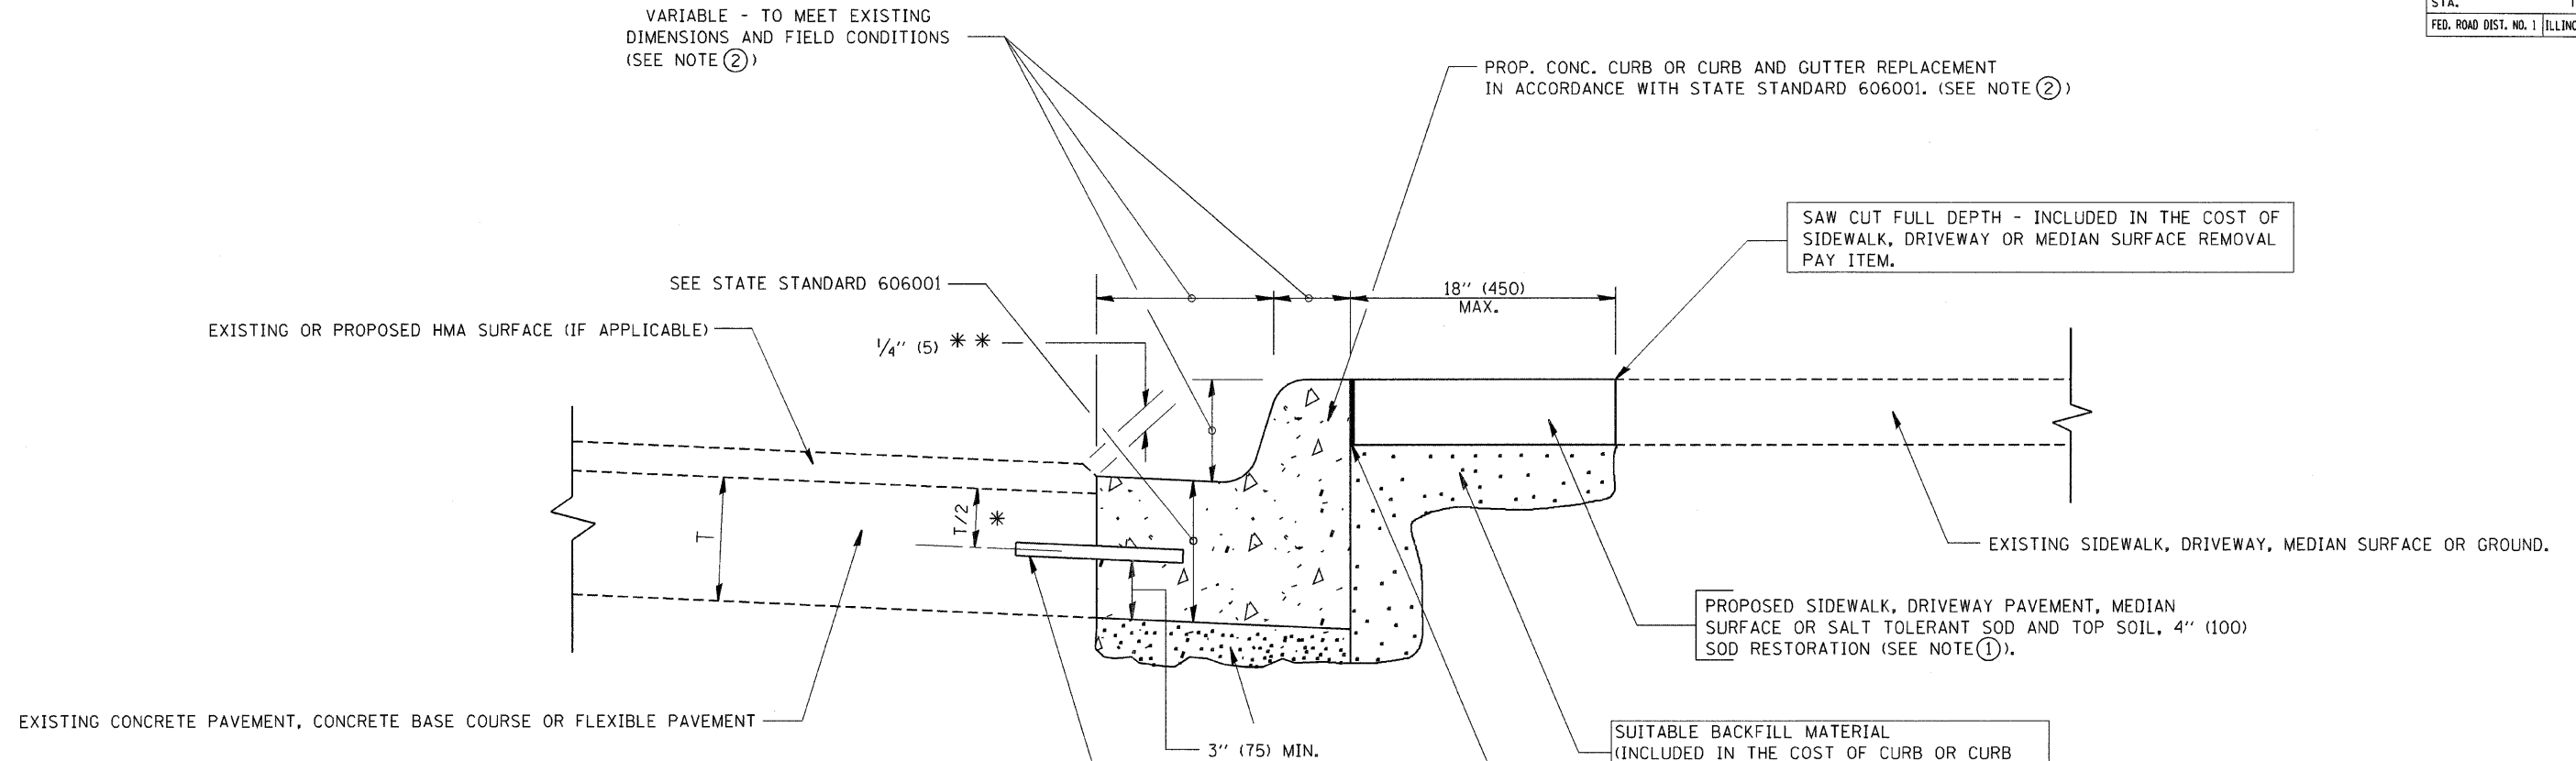 VARIABLE - TO MEET EXISTING
DIMENSIONS AND FIELD CONDITIONS
(SEE NOTE 2)
STA.
FED. ROAD DIST. NO. 1
PROP. CONC. CURB OR CURB AND GUTTER REPLACEMENT
IN ACCORDANCE WITH STATE STANDARD 606001. (SEE NOTE 2)
SAW CUT FULL DEPTH - INCLUDED IN THE COST OF
SIDEWALK, DRIVEWAY OR MEDIAN SURFACE REMOVAL
PAY ITEM.
SEE STATE STANDARD 606001
18" (450)
MAX.
EXISTING OR PROPOSED HMA SURFACE (IF APPLICABLE)
1/4" (5) * *
T
T/2
*
EXISTING SIDEWALK, DRIVEWAY, MEDIAN SURFACE OR GROUND.
PROPOSED SIDEWALK, DRIVEWAY PAVEMENT, MEDIAN
SURFACE OR SALT TOLERANT SOD AND TOP SOIL, 4" (100)
SOD RESTORATION (SEE NOTE 1).
EXISTING CONCRETE PAVEMENT, CONCRETE BASE COURSE OR FLEXIBLE PAVEMENT
3" (75) MIN.
SUITABLE BACKFILL MATERIAL
(INCLUDED IN THE COST OF CURB OR CURB